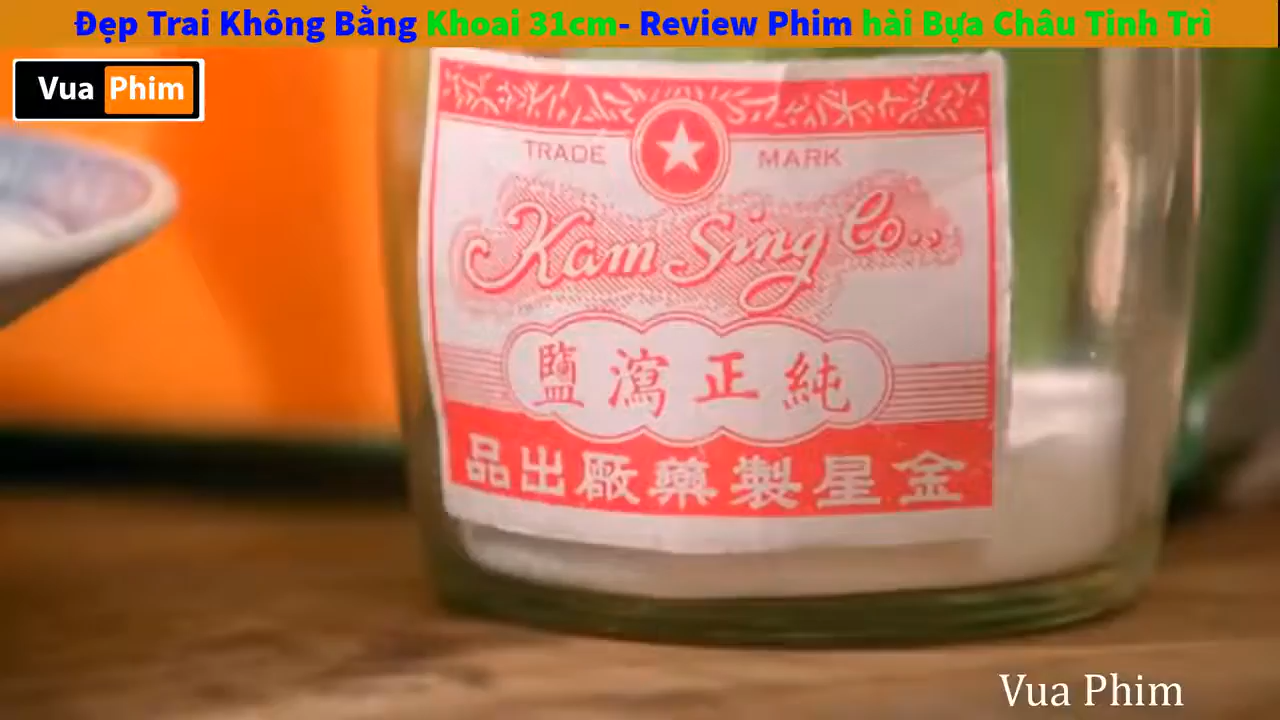 Đẹp Trai Không Bằng Khoai 31cm- Review Phim hài Bựa Châu Tinh Trì
Vua Phim
TRADE MARK
Kam Sing Co..
鹽瀉正純
品出廠藥製星金
Vua Phim